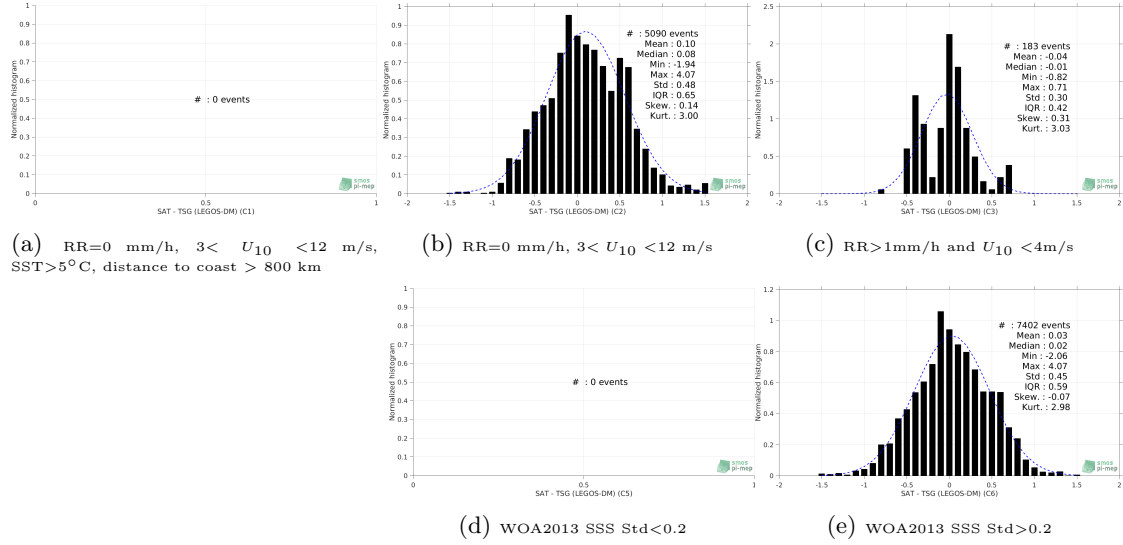 1
0.9
0.8
0.7
0.6
0.5
0.4
0.3
0.2
0.1
0
Normalized histogram
# : 0 events
smos
pi-mep
0 0.5 1
SAT - TSG (LEGOS-DM) (C1)
(a) RR=0 mm/h, 3< U10 <12 m/s,
SST>5°C, distance to coast > 800 km
1
0.9
0.8
0.7
0.6
0.5
0.4
0.3
0.2
0.1
0
Normalized histogram
# : 5090 events
Mean : 0.10
Median : 0.08
Min : -1.94
Max : 4.07
Std : 0.48
IQR : 0.65
Skew. : 0.14
Kurt. : 3.00
smos
pi-mep
-2 -1.5 -1 -0.5 0 0.5 1 1.5 2
SAT - TSG (LEGOS-DM) (C2)
(b) RR=0 mm/h, 3< U10 <12 m/s
2.5
2
1.5
1
0.5
0
Normalized histogram
# : 183 events
Mean : -0.04
Median : -0.01
Min : -0.82
Max : 0.71
Std : 0.30
IQR : 0.42
Skew. : 0.31
Kurt. : 3.03
smos
pi-mep
-2 -1.5 -1 -0.5 0 0.5 1 1.5 2
SAT - TSG (LEGOS-DM) (C3)
(c) RR>1mm/h and U10 <4m/s
1
0.9
0.8
0.7
0.6
0.5
0.4
0.3
0.2
0.1
0
Normalized histogram
# : 0 events
smos
pi-mep
0 0.5 1
SAT - TSG (LEGOS-DM) (C5)
(d) WOA2013 SSS Std<0.2
1.2
1
0.8
0.6
0.4
0.2
0
Normalized histogram
# : 7402 events
Mean : 0.03
Median : 0.02
Min : -2.06
Max : 4.07
Std : 0.45
IQR : 0.59
Skew. : -0.07
Kurt. : 2.98
smos
pi-mep
-2 -1.5 -1 -0.5 0 0.5 1 1.5 2
SAT - TSG (LEGOS-DM) (C6)
(e) WOA2013 SSS Std>0.2